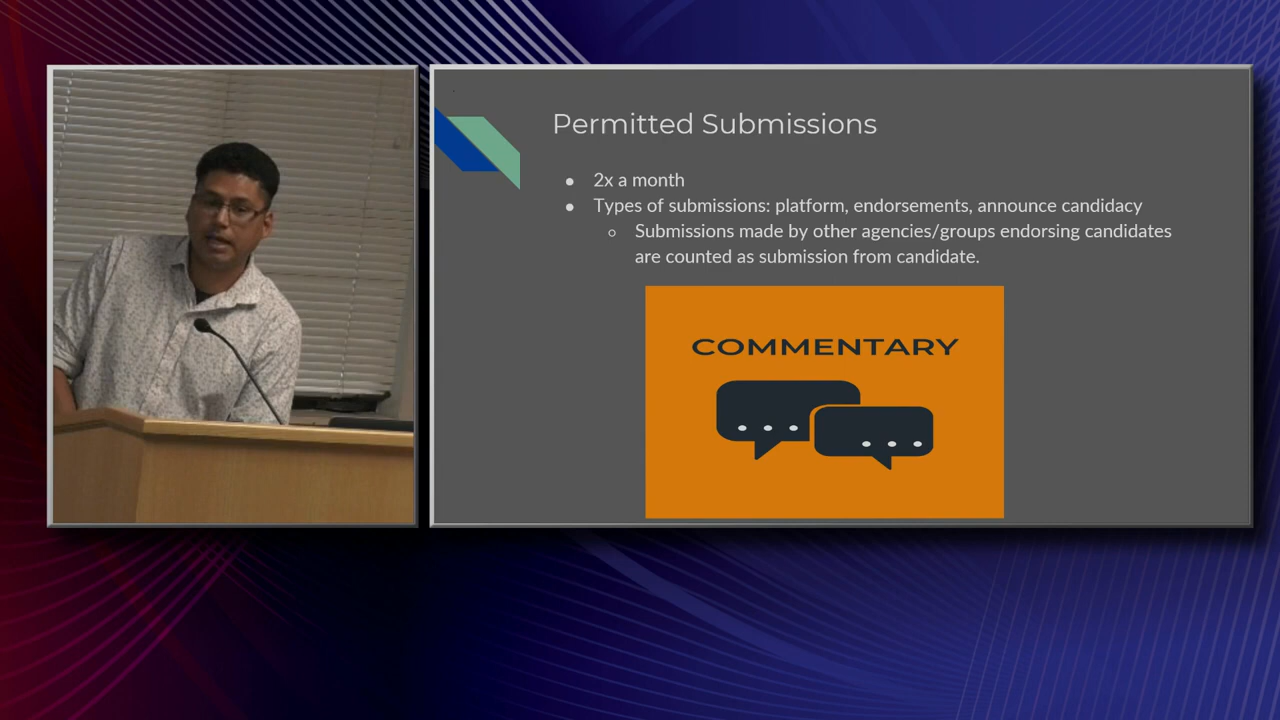 Permitted Submissions
● 2x a month
● Types of submissions: platform, endorsements, announce candidacy
○ Submissions made by other agencies/groups endorsing candidates
are counted as submission from candidate.
COMMENTARY